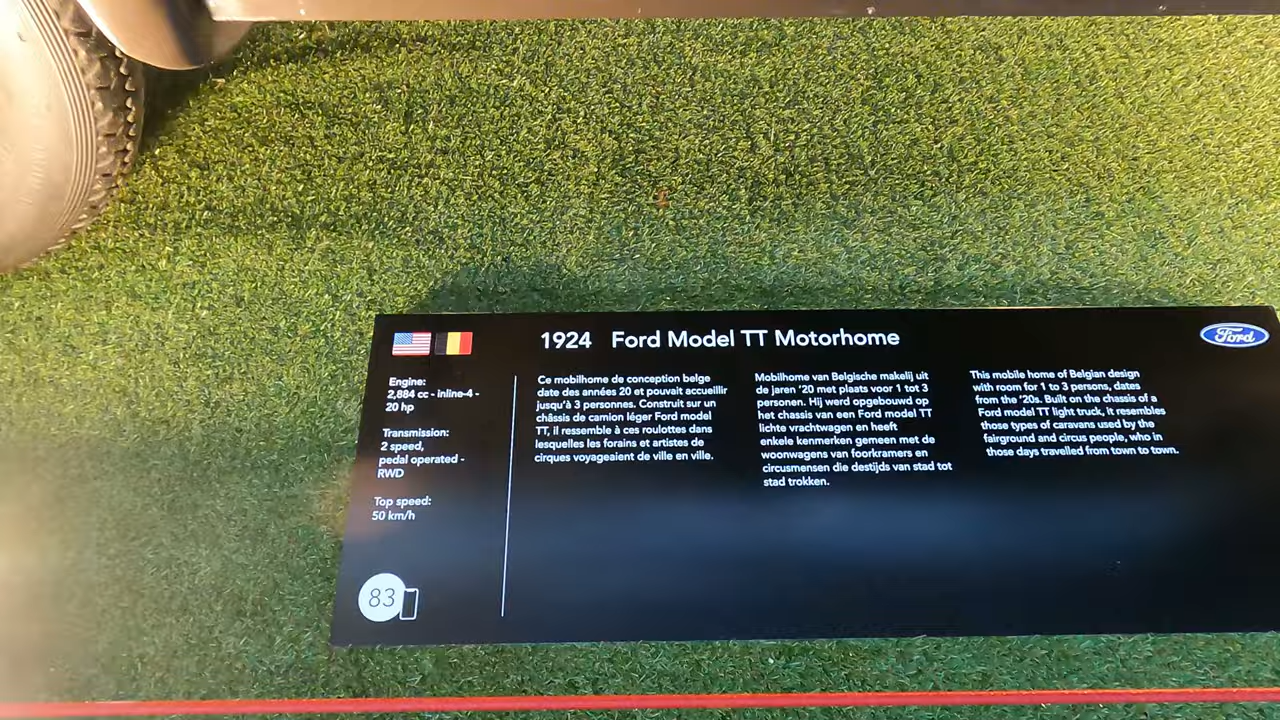 1924 Ford Model TT Motorhome
Ford
Engine:
2,884 cc - inline-4 -
20 hp
Transmission:
2 speed,
pedal operated -
RWD
Top speed:
50 km/h
83
Ce mobilhome de conception belge
date des années 20 et pouvait accueillir
jusqu'à 3 personnes. Construit sur un
châssis de camion léger Ford model
TT, il ressemble à ces roulottes dans
lesquelles les forains et artistes de
cirques voyageaient de ville en ville.
Mobilhome van Belgische makelij uit
de jaren '20 met plaats voor 1 tot 3
personen. Hij werd opgebouwd op
het chassis van een Ford model TT
lichte vrachtwagen en heeft
enkele kenmerken gemeen met de
woonwagens van foorkramers en
circusmensen die destijds van stad tot
stad trokken.
This mobile home of Belgian design
with room for 1 to 3 persons, dates
from the '20s. Built on the chassis of a
Ford model TT light truck, it resembles
those types of caravans used by the
fairground and circus people, who in
those days travelled from town to town.